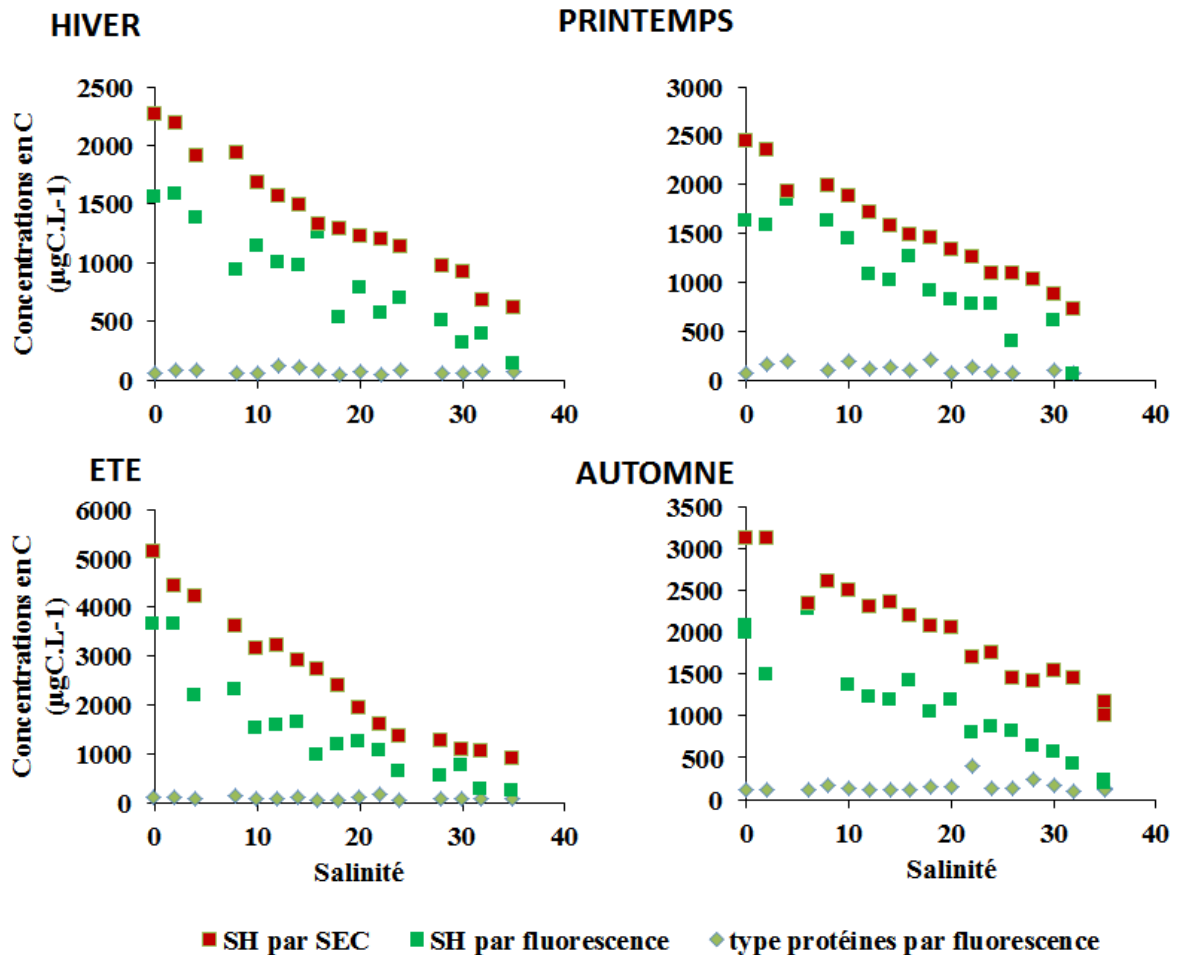 HIVER
PRINTEMPS
Concentrations en C
(µgC.L-1)
2500
2000
1500
1000
500
0
0 10 20 30 40
3000
2500
2000
1500
1000
500
0
0 10 20 30 40
ETE
AUTOMNE
Concentrations en C
(µgC.L-1)
6000
5000
4000
3000
2000
1000
0
0 10 20 30 40
Salinité
3500
3000
2500
2000
1500
1000
500
0
0 10 20 30 40
Salinité
SH par SEC SH par fluorescence type protéines par fluorescence